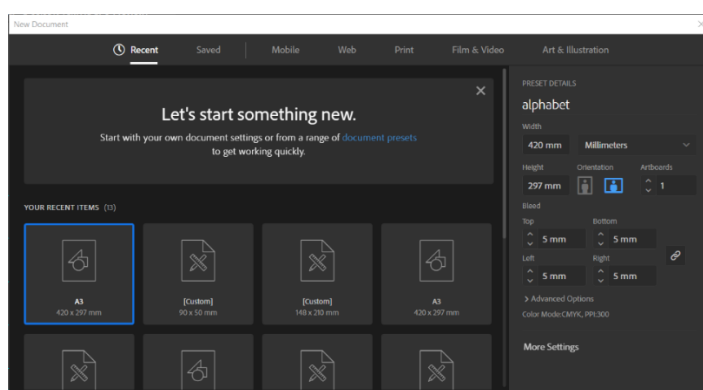 New Document
Recent Saved Mobile Web Print Film & Video Art & Illustration
Let's start something new.
Start with your own document settings or from a range of document presets
to get working quickly.
YOUR RECENT ITEMS (13)
A3
420 x 297 mm
[Custom]
90 x 50 mm
[Custom]
148 x 210 mm
A3
420 x 297 mm
PRESET DETAILS
alphabet
Width
420 mm Millimeters
Height Orientation Artboards
297 mm 1
Bleed
Top Bottom
5 mm 5 mm
Left Right
5 mm 5 mm
> Advanced Options
Color Mode:CMYK, PPI:300
More Settings